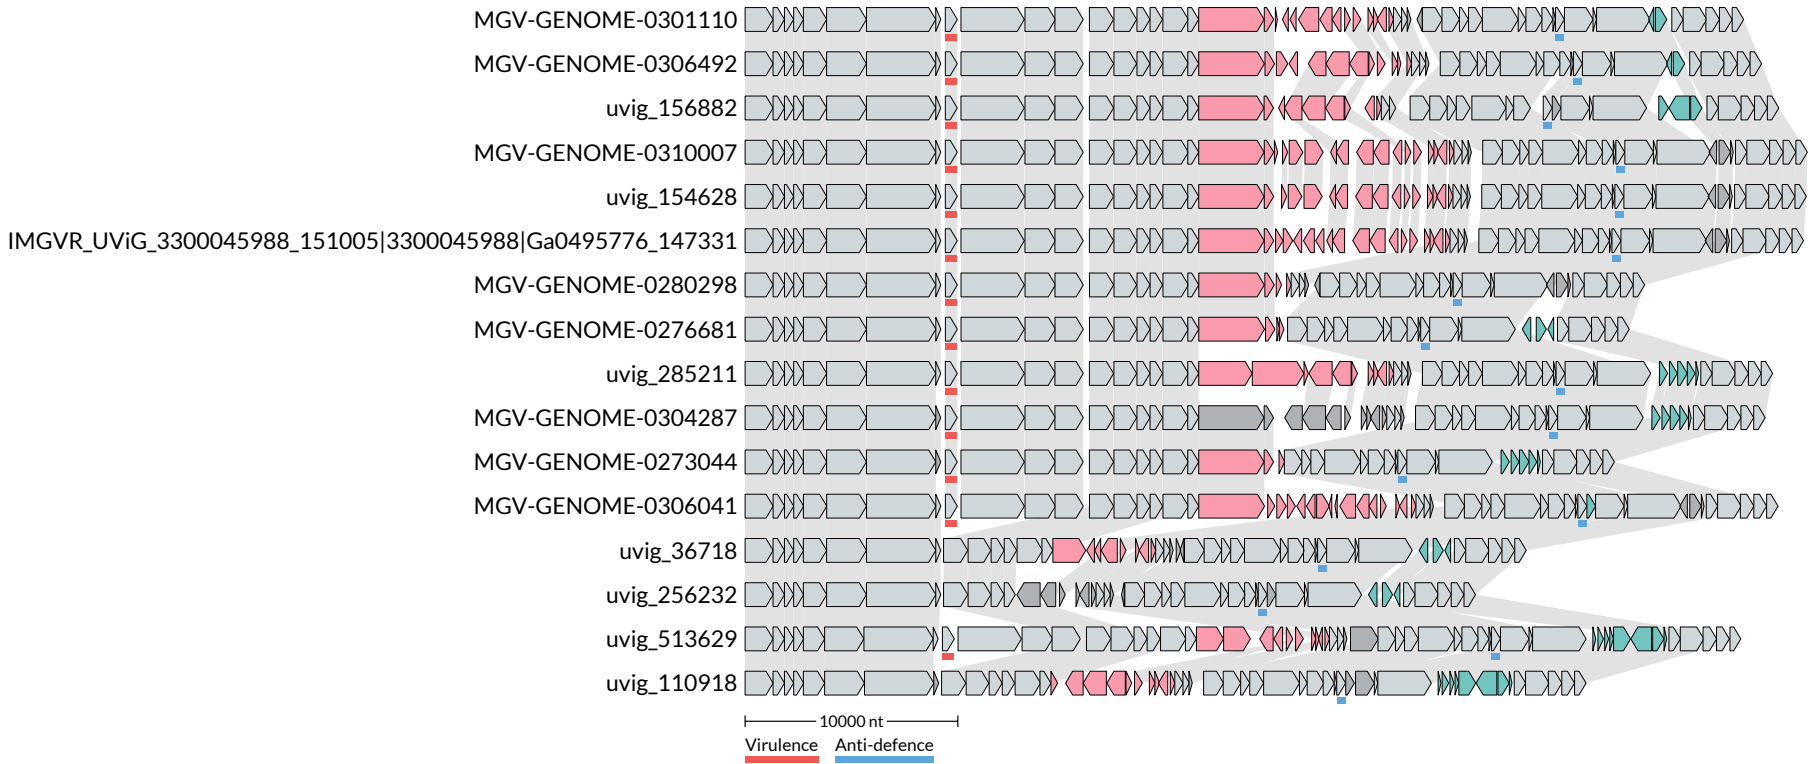 MGV-GENOME-0301110
MGV-GENOME-0306492
uvig_156882
MGV-GENOME-0310007
uvig_154628
IMGVR_UViG_3300045988_151005|3300045988|Ga0495776_147331
MGV-GENOME-0280298
MGV-GENOME-0276681
uvig_285211
MGV-GENOME-0304287
MGV-GENOME-0273044
MGV-GENOME-0306041
uvig_36718
uvig_256232
uvig_513629
uvig_110918
10000 nt
Virulence Anti-defence